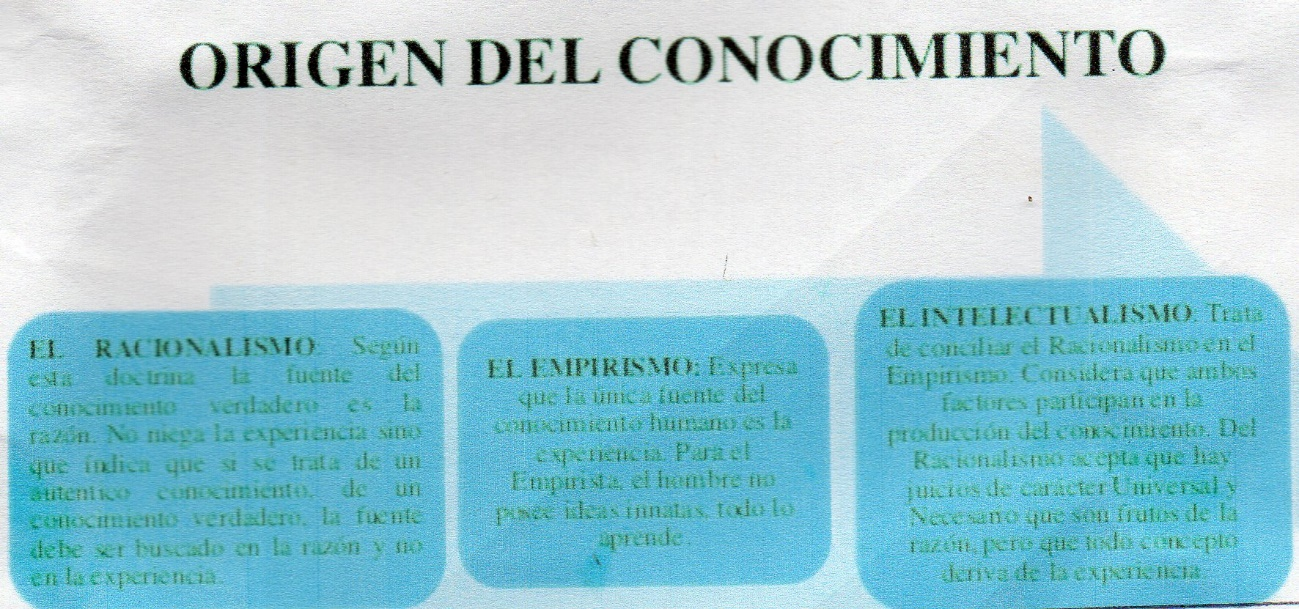 ORIGEN DEL CONOCIMIENTO
EL RACIONALISMO. Según
esta doctrina la fuente del
conocimiento verdadero es la
razón. No niega la experiencia sino
que indica que si se trata de un
autentico conocimiento, de un
conocimiento verdadero, la fuente
debe ser buscado en la razón y no
en la experiencia.
EL EMPIRISMO: Expresa
que la única fuente del
conocimiento humano es la
experiencia. Para el
Empirista, el hombre no
posee ideas innatas, todo lo
aprende.
EL INTELECTUALISMO. Trata
de conciliar el Racionalismo en el
Empirismo. Considera que ambos
factores participan en la
producción del conocimiento. Del
Racionalismo acepta que hay
juicios de carácter Universal y
Necesario que son frutos de la
razón, pero que todo concepto
deriva de la experiencia.